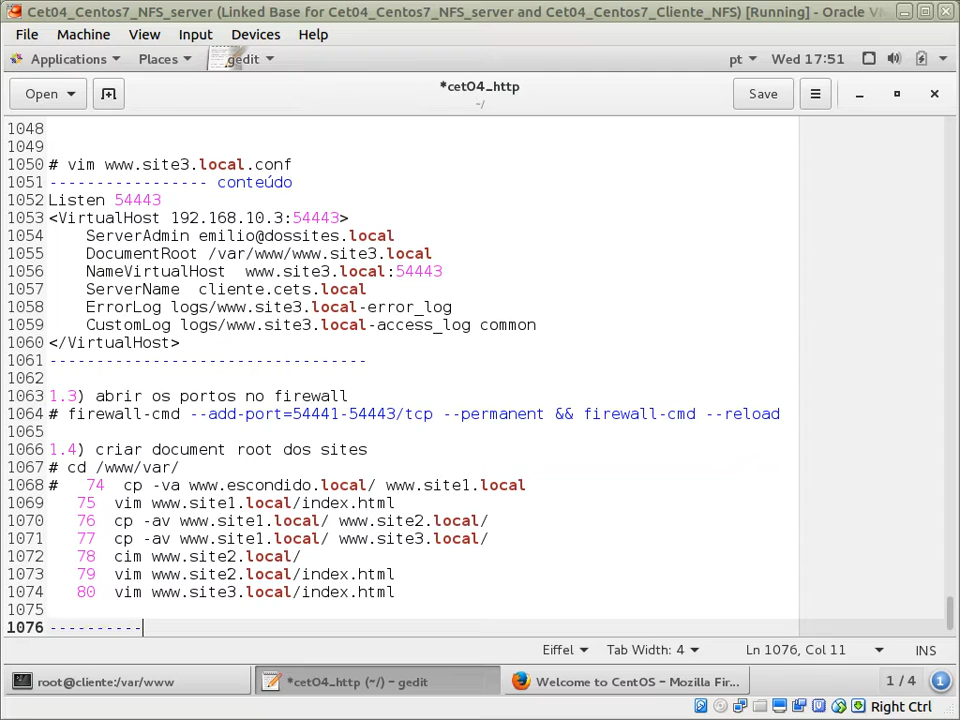 Cet04_Centos7_NFS_server (Linked Base for Cet04_Centos7_NFS_server and Cet04_Centos7_Cliente_NFS) [Running] - Oracle VM
File Machine View Input Devices Help
Applications Places gedit pt Wed 17:51
Open *cet04_http Save
~/
1048
1049
1050 # vim www.site3.local.conf
1051 ----------------- conteúdo
1052 Listen 54443
1053 <VirtualHost 192.168.10.3:54443>
1054     ServerAdmin emilio@dossites.local
1055     DocumentRoot /var/www/www.site3.local
1056     NameVirtualHost  www.site3.local:54443
1057     ServerName  cliente.cets.local
1058     ErrorLog logs/www.site3.local-error_log
1059     CustomLog logs/www.site3.local-access_log common
1060 </VirtualHost>
1061 ----------------------------------
1062
1063 1.3) abrir os portos no firewall
1064 # firewall-cmd --add-port=54441-54443/tcp --permanent && firewall-cmd --reload
1065
1066 1.4) criar document root dos sites
1067 # cd /www/var/
1068 #   74  cp -va www.escondido.local/ www.site1.local
1069    75  vim www.site1.local/index.html
1070    76  cp -av www.site1.local/ www.site2.local/
1071    77  cp -av www.site1.local/ www.site3.local/
1072    78  cim www.site2.local/
1073    79  vim www.site2.local/index.html
1074    80  vim www.site3.local/index.html
1075
1076 ----------
Eiffel Tab Width: 4 Ln 1076, Col 11 INS
root@cliente:/var/www *cet04_http (~/) - gedit Welcome to CentOS - Mozilla Fir... 1 / 4 1
Right Ctrl